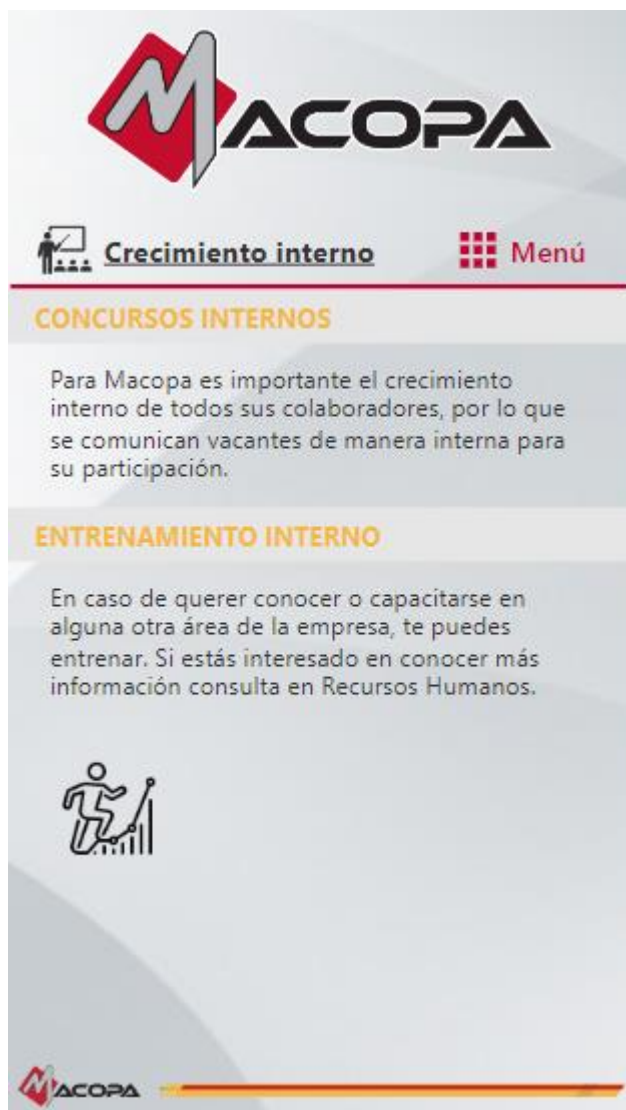 MACOPA
Crecimiento interno
Menú
CONCURSOS INTERNOS
Para Macopa es importante el crecimiento
interno de todos sus colaboradores, por lo que
se comunican vacantes de manera interna para
su participación.
ENTRENAMIENTO INTERNO
En caso de querer conocer o capacitarse en
alguna otra área de la empresa, te puedes
entrenar. Si estás interesado en conocer más
información consulta en Recursos Humanos.
MACOPA